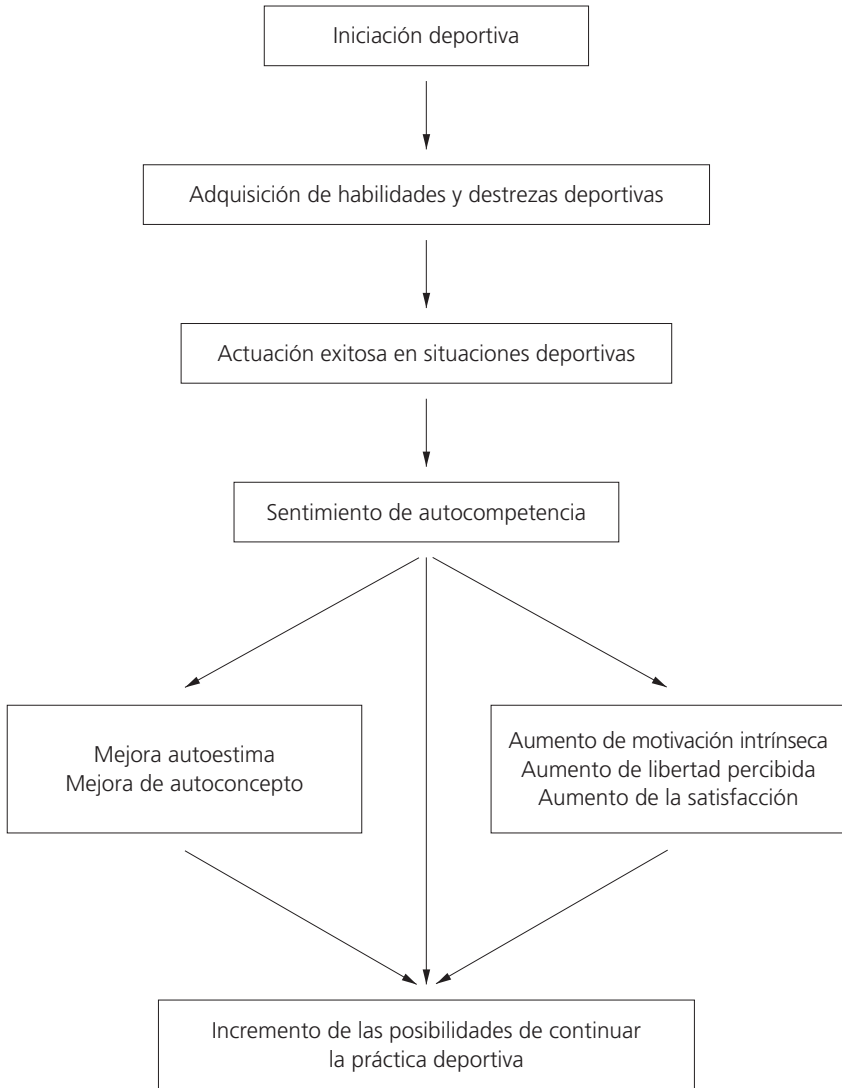 Iniciación deportiva
Adquisición de habilidades y destrezas deportivas
Actuación exitosa en situaciones deportivas
Sentimiento de autocompetencia
Mejora autoestima
Mejora de autoconcepto
Aumento de motivación intrínseca
Aumento de libertad percibida
Aumento de la satisfacción
Incremento de las posibilidades de continuar
la práctica deportiva